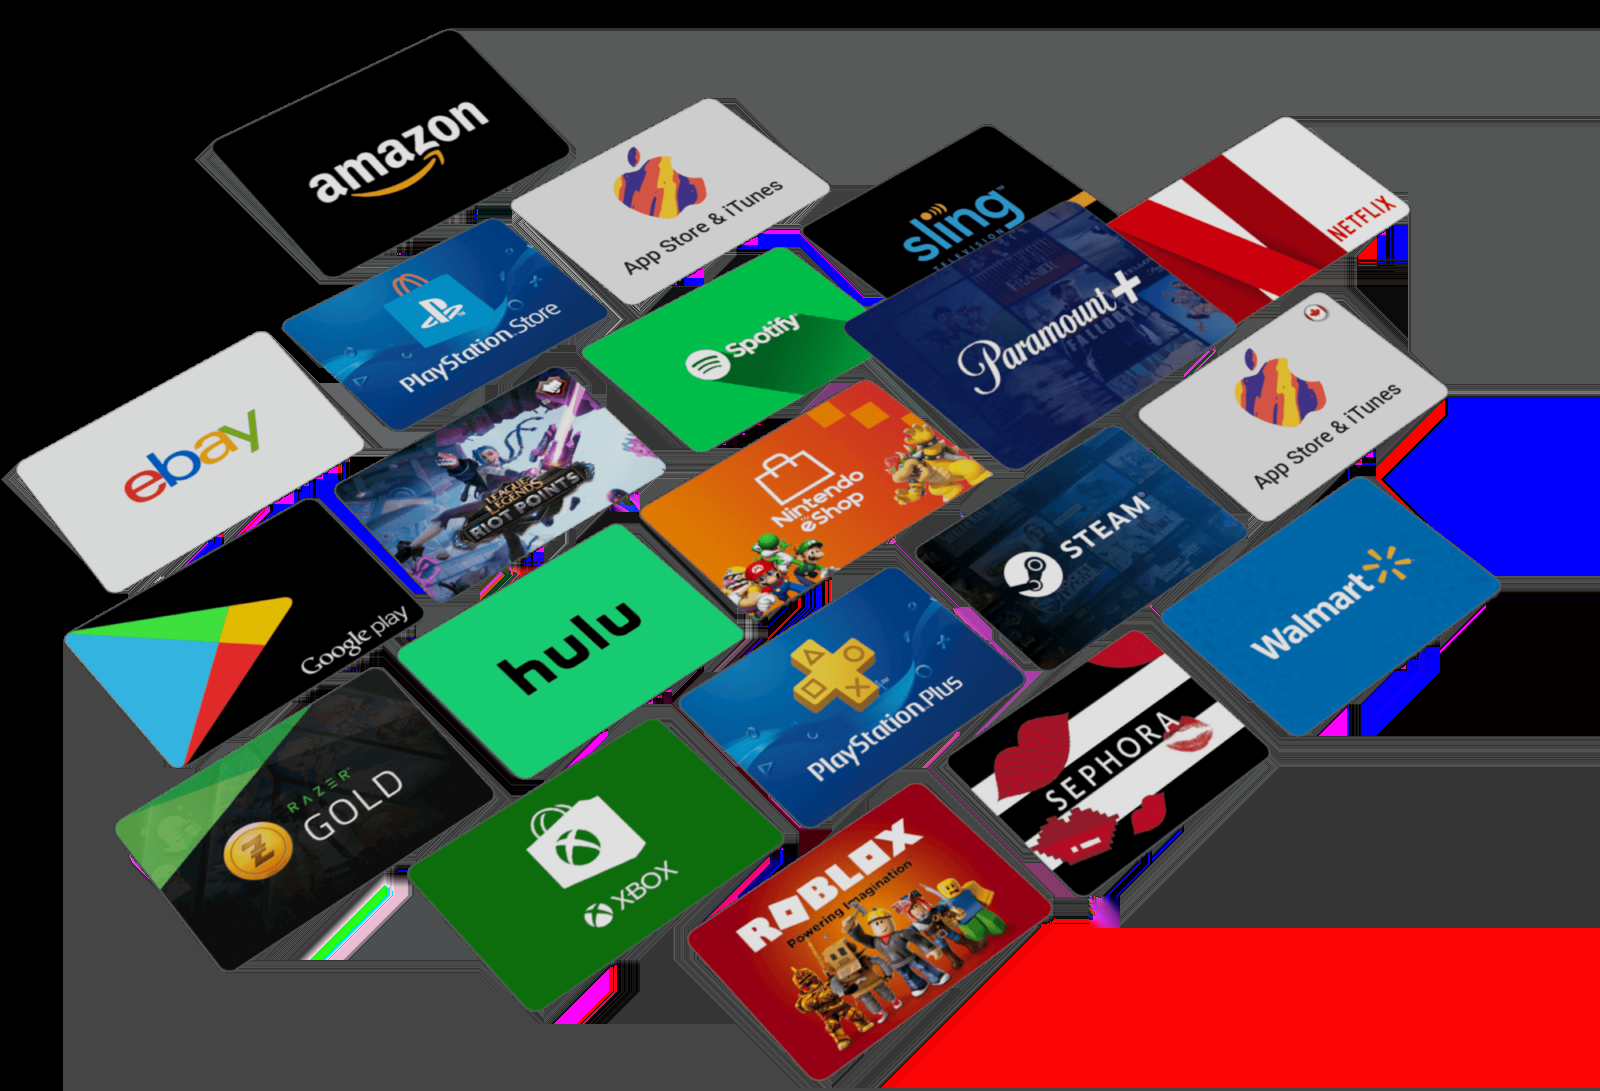 amazon
App Store & iTunes
sling
TELEVISION
NETFLIX
PlayStation.Store
Spotify
Paramount+
ebay
LEAGUE
OF
LEGENDS
RIOT POINTS
Nintendo
eShop
STEAM
App Store & iTunes
Google play
hulu
PlayStation.Plus
Walmart
SEPHORA
RAZER
GOLD
XBOX
ROBLOX
Powering Imagination